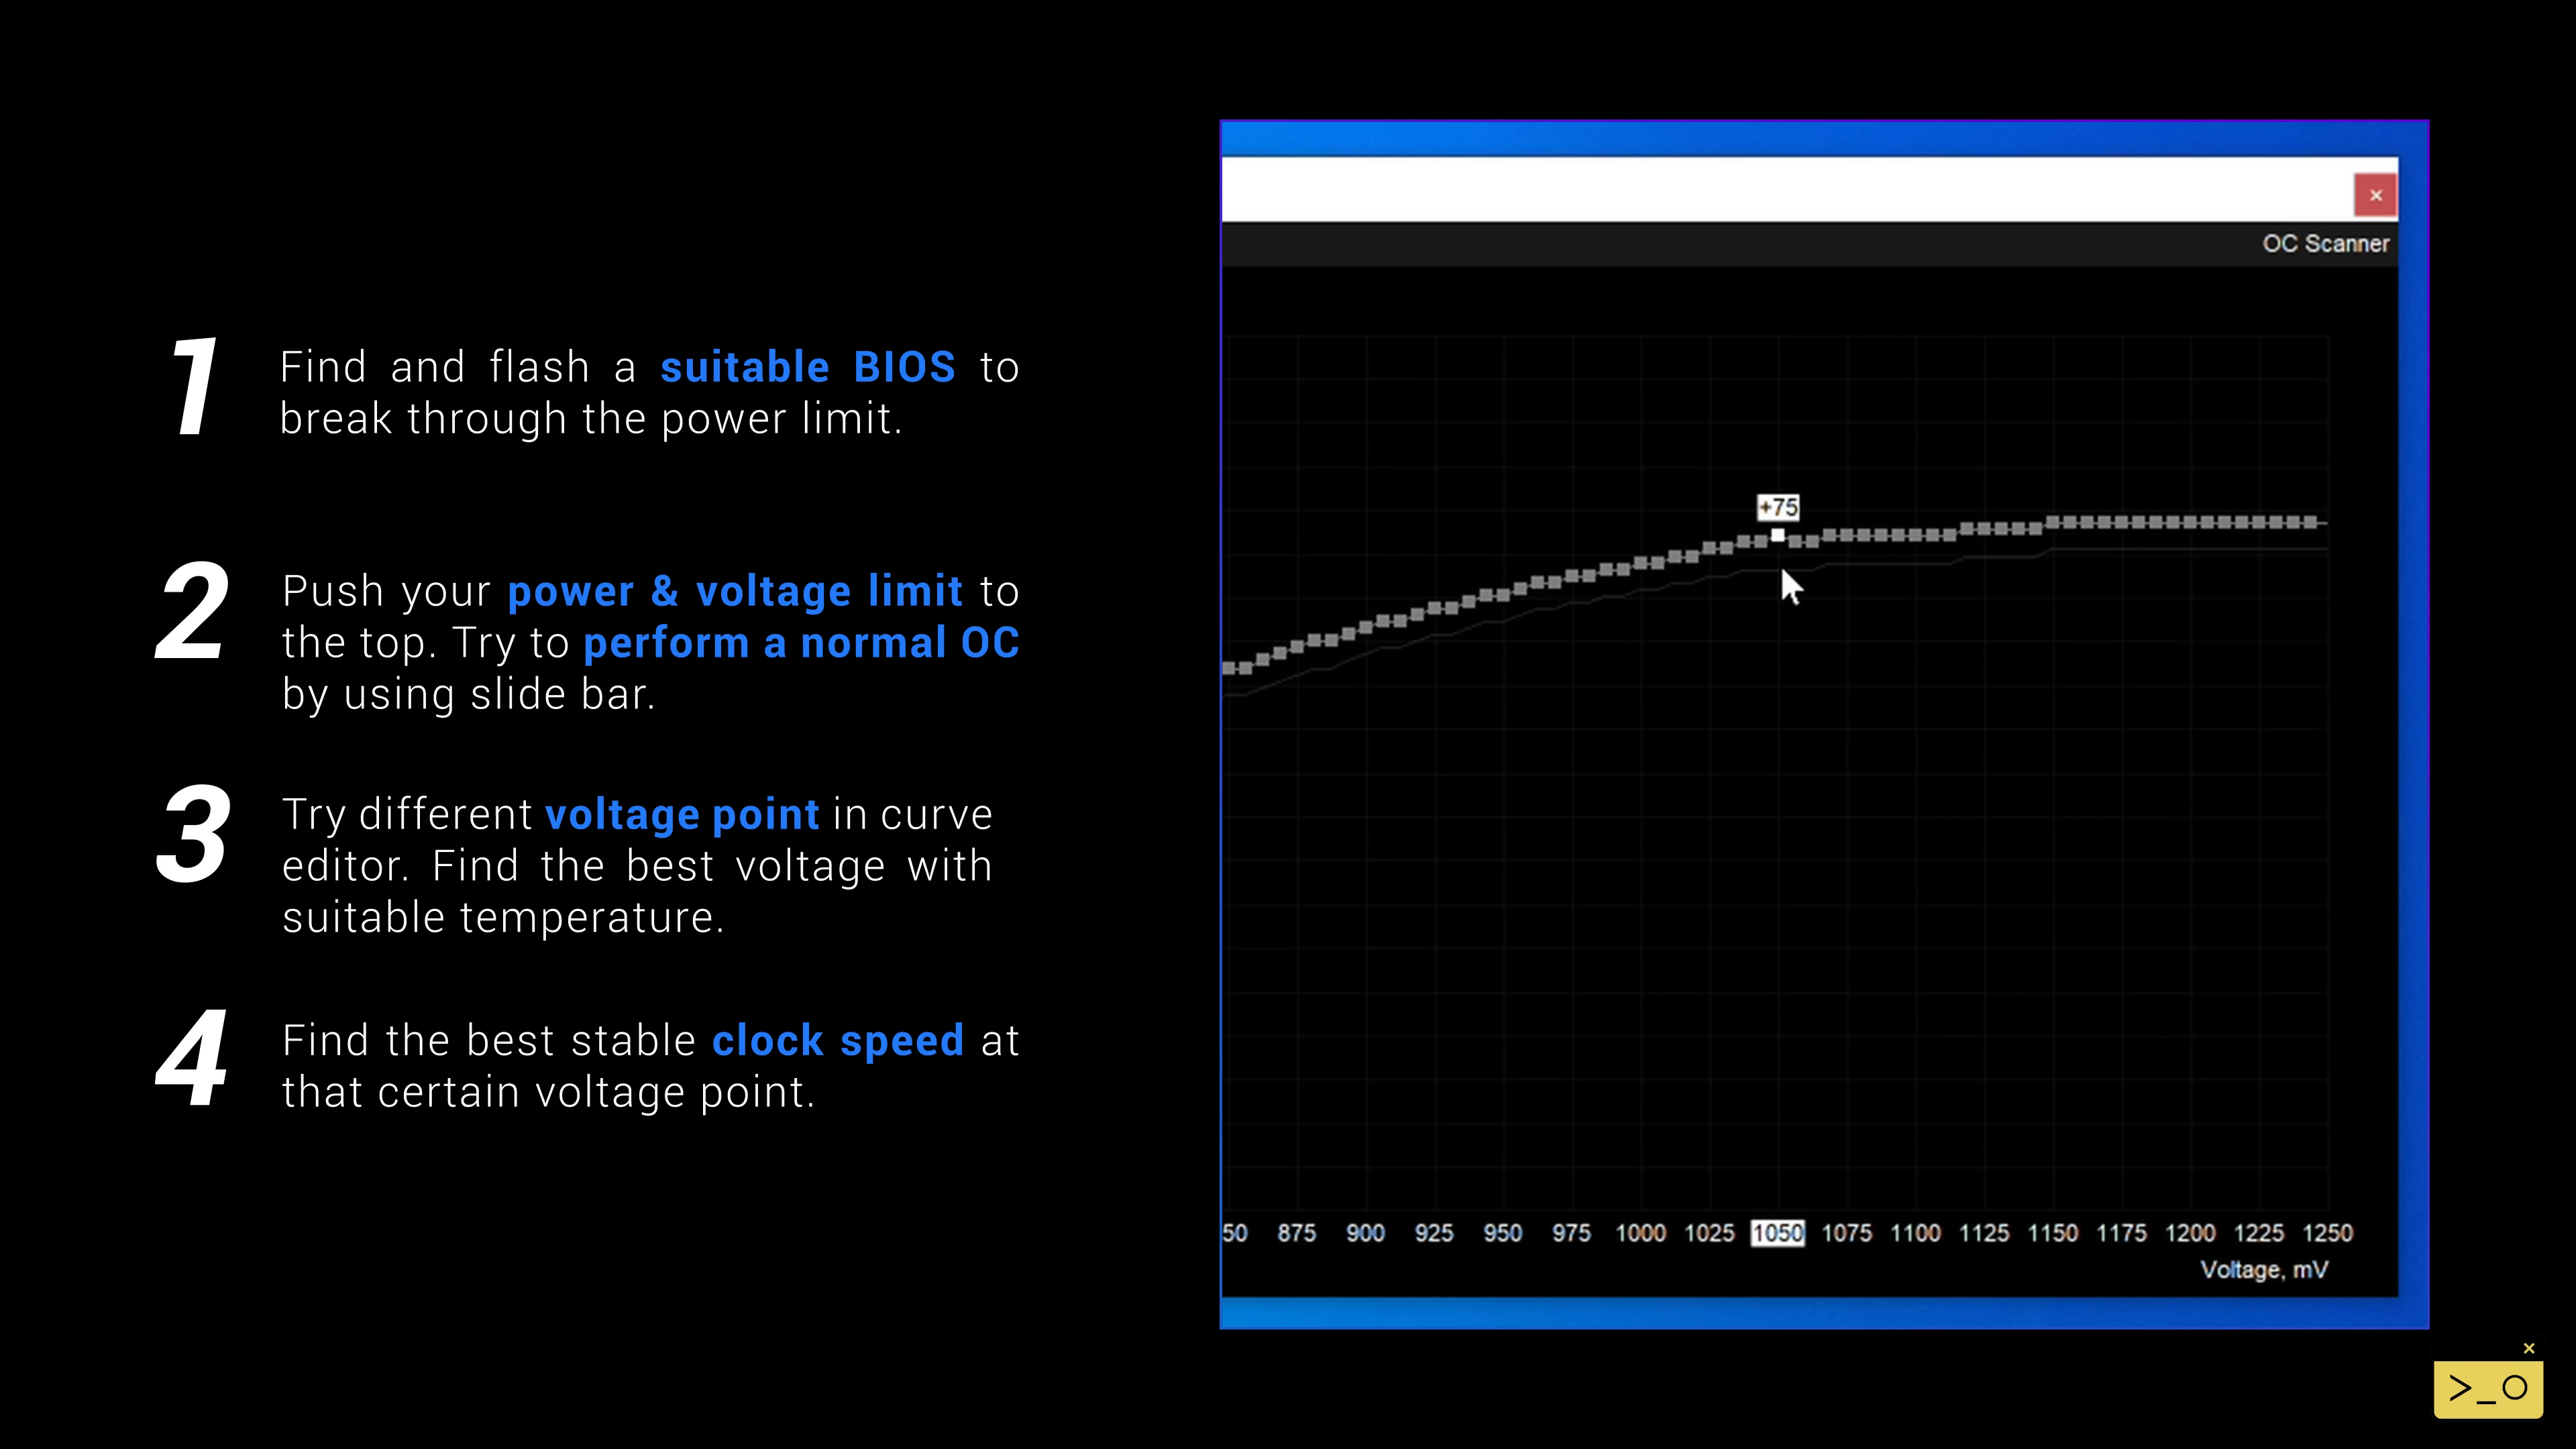 1
Find and flash a suitable BIOS to
break through the power limit.
2
Push your power & voltage limit to
the top. Try to perform a normal OC
by using slide bar.
3
Try different voltage point in curve
editor. Find the best voltage with
suitable temperature.
4
Find the best stable clock speed at
that certain voltage point.
×
OC Scanner
+75
50 875 900 925 950 975 1000 1025 1050 1075 1100 1125 1150 1175 1200 1225 1250
Voltage, mV
×
>_○